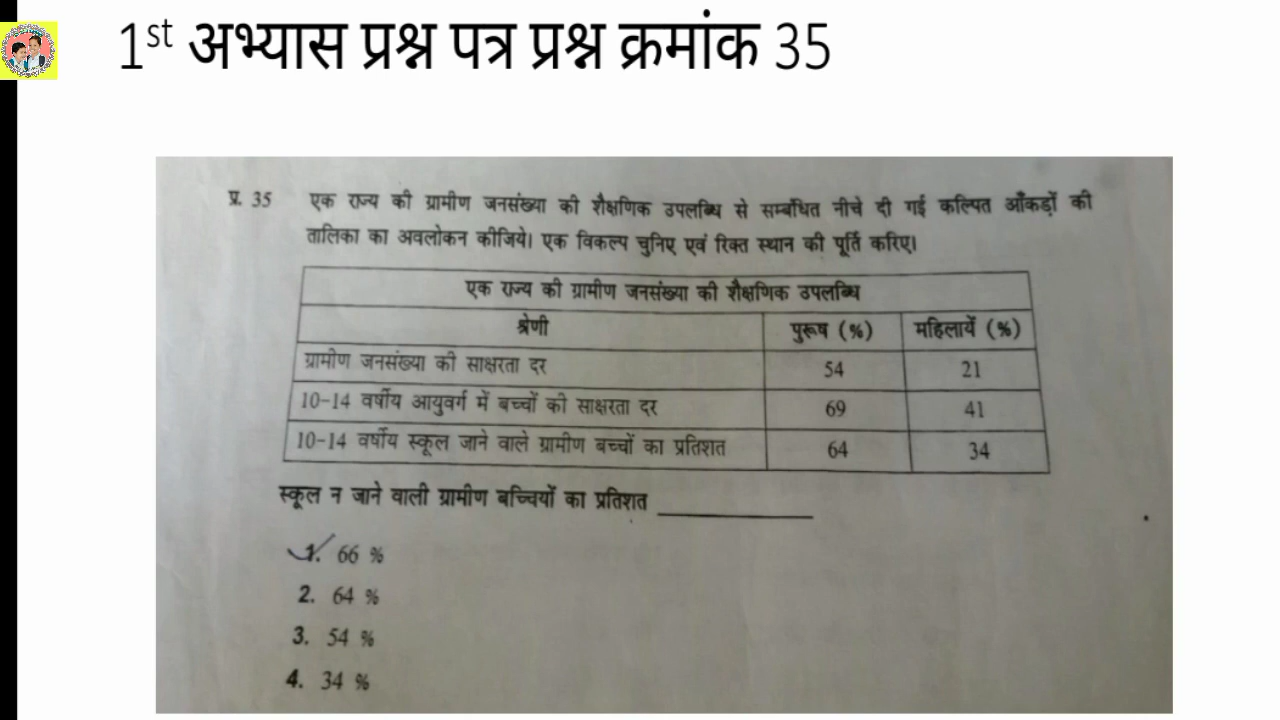 1st अभ्यास प्रश्न पत्र प्रश्न क्रमांक 35
प्र. 35 एक राज्य की ग्रामीण जनसंख्या की शैक्षणिक उपलब्धि से सम्बंधित नीचे दी गई कल्पित आँकड़ों की
तालिका का अवलोकन कीजिये। एक विकल्प चुनिए एवं रिक्त स्थान की पूर्ति करिए।
एक राज्य की ग्रामीण जनसंख्या की शैक्षणिक उपलब्धि
श्रेणी पुरूष (%) महिलायें (%)
ग्रामीण जनसंख्या की साक्षरता दर 54 21
10-14 वर्षीय आयुवर्ग में बच्चों की साक्षरता दर 69 41
10-14 वर्षीय स्कूल जाने वाले ग्रामीण बच्चों का प्रतिशत 64 34
स्कूल न जाने वाली ग्रामीण बच्चियों का प्रतिशत ____________
1. 66 %
2. 64 %
3. 54 %
4. 34 %